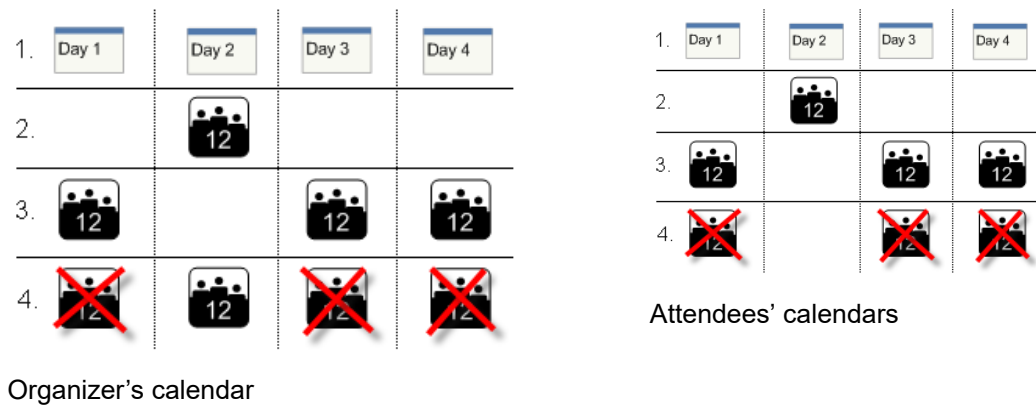 1. Day 1 Day 2 Day 3 Day 4
2. 12
3. 12 12 12
4. 12 12 12 12
Organizer’s calendar
1. Day 1 Day 2 Day 3 Day 4
2. 12
3. 12 12 12
4. 12 12 12
Attendees’ calendars